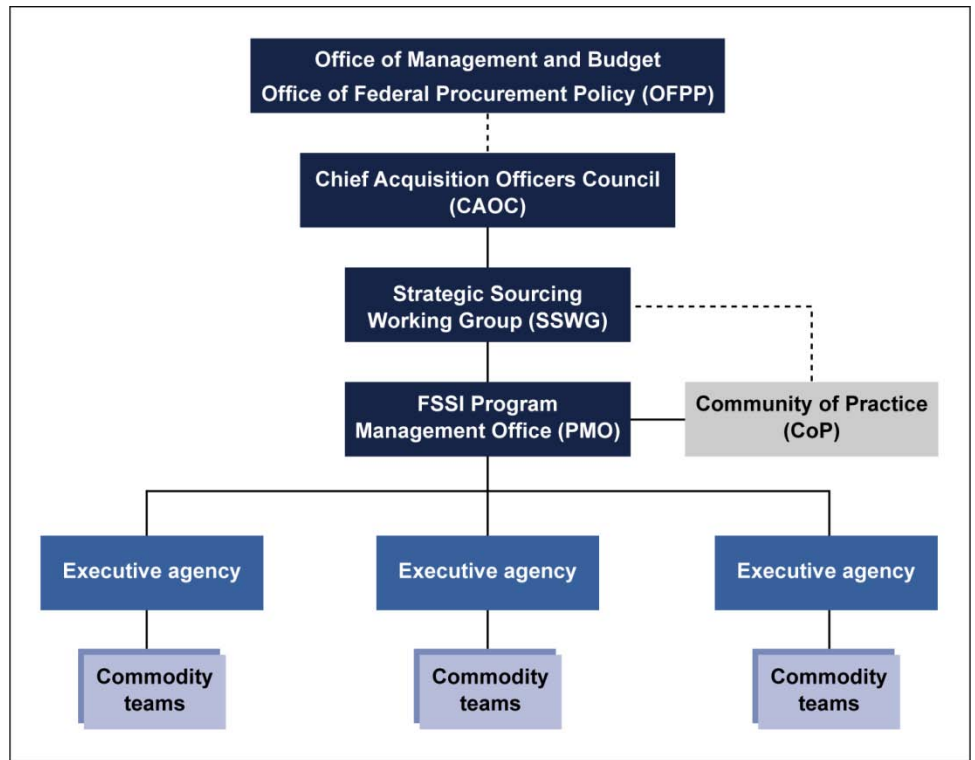 Office of Management and Budget
Office of Federal Procurement Policy (OFPP)
Chief Acquisition Officers Council
(CAOC)
Strategic Sourcing
Working Group (SSWG)
FSSI Program
Management Office (PMO)
Community of Practice
(CoP)
Executive agency
Executive agency
Executive agency
Commodity
teams
Commodity
teams
Commodity
teams